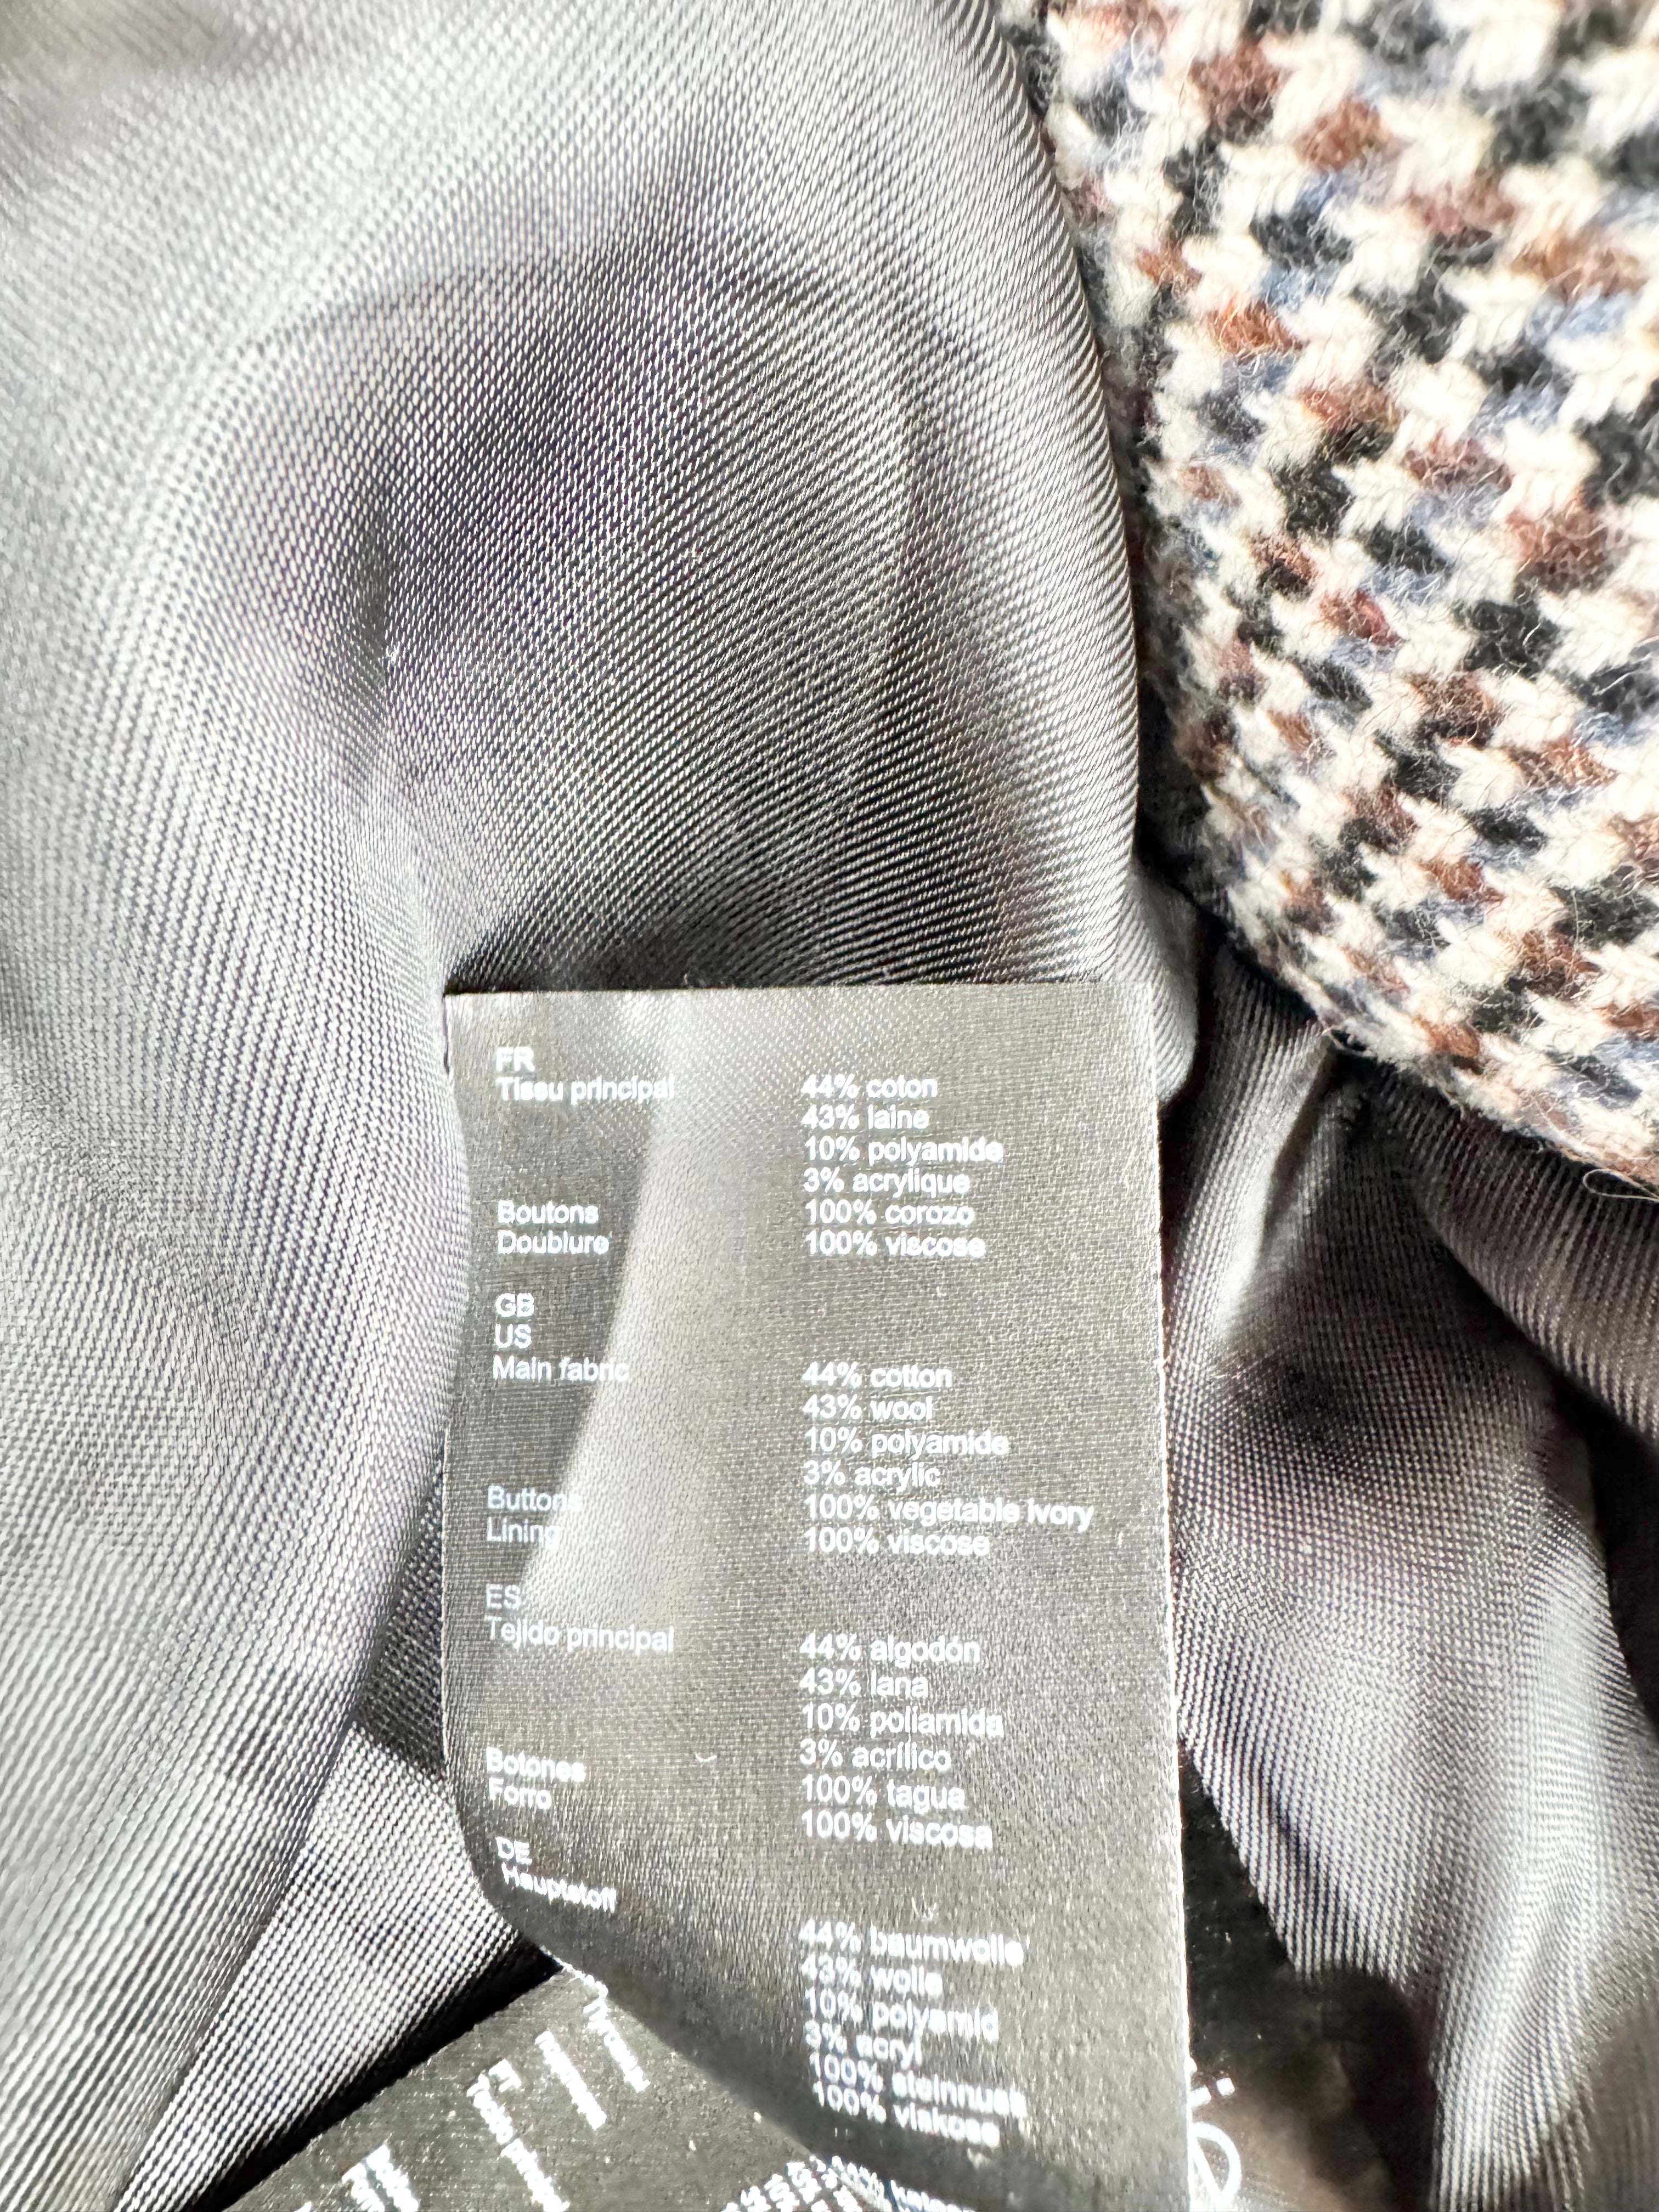 FR
Tissu principal 44% coton
43% laine
10% polyamide
3% acrylique
Boutons 100% corozo
Doublure 100% viscose
GB
US
Main fabric 44% cotton
43% wool
10% polyamide
3% acrylic
Buttons 100% vegetable ivory
Lining 100% viscose
ES
Tejido principal 44% algodón
43% lana
10% poliamida
3% acrílico
Botones 100% tagua
Forro 100% viscosa
DE
Hauptstoff 44% baumwolle
43% wolle
10% polyamid
3% acryl
100% steinnuss
100% viskose